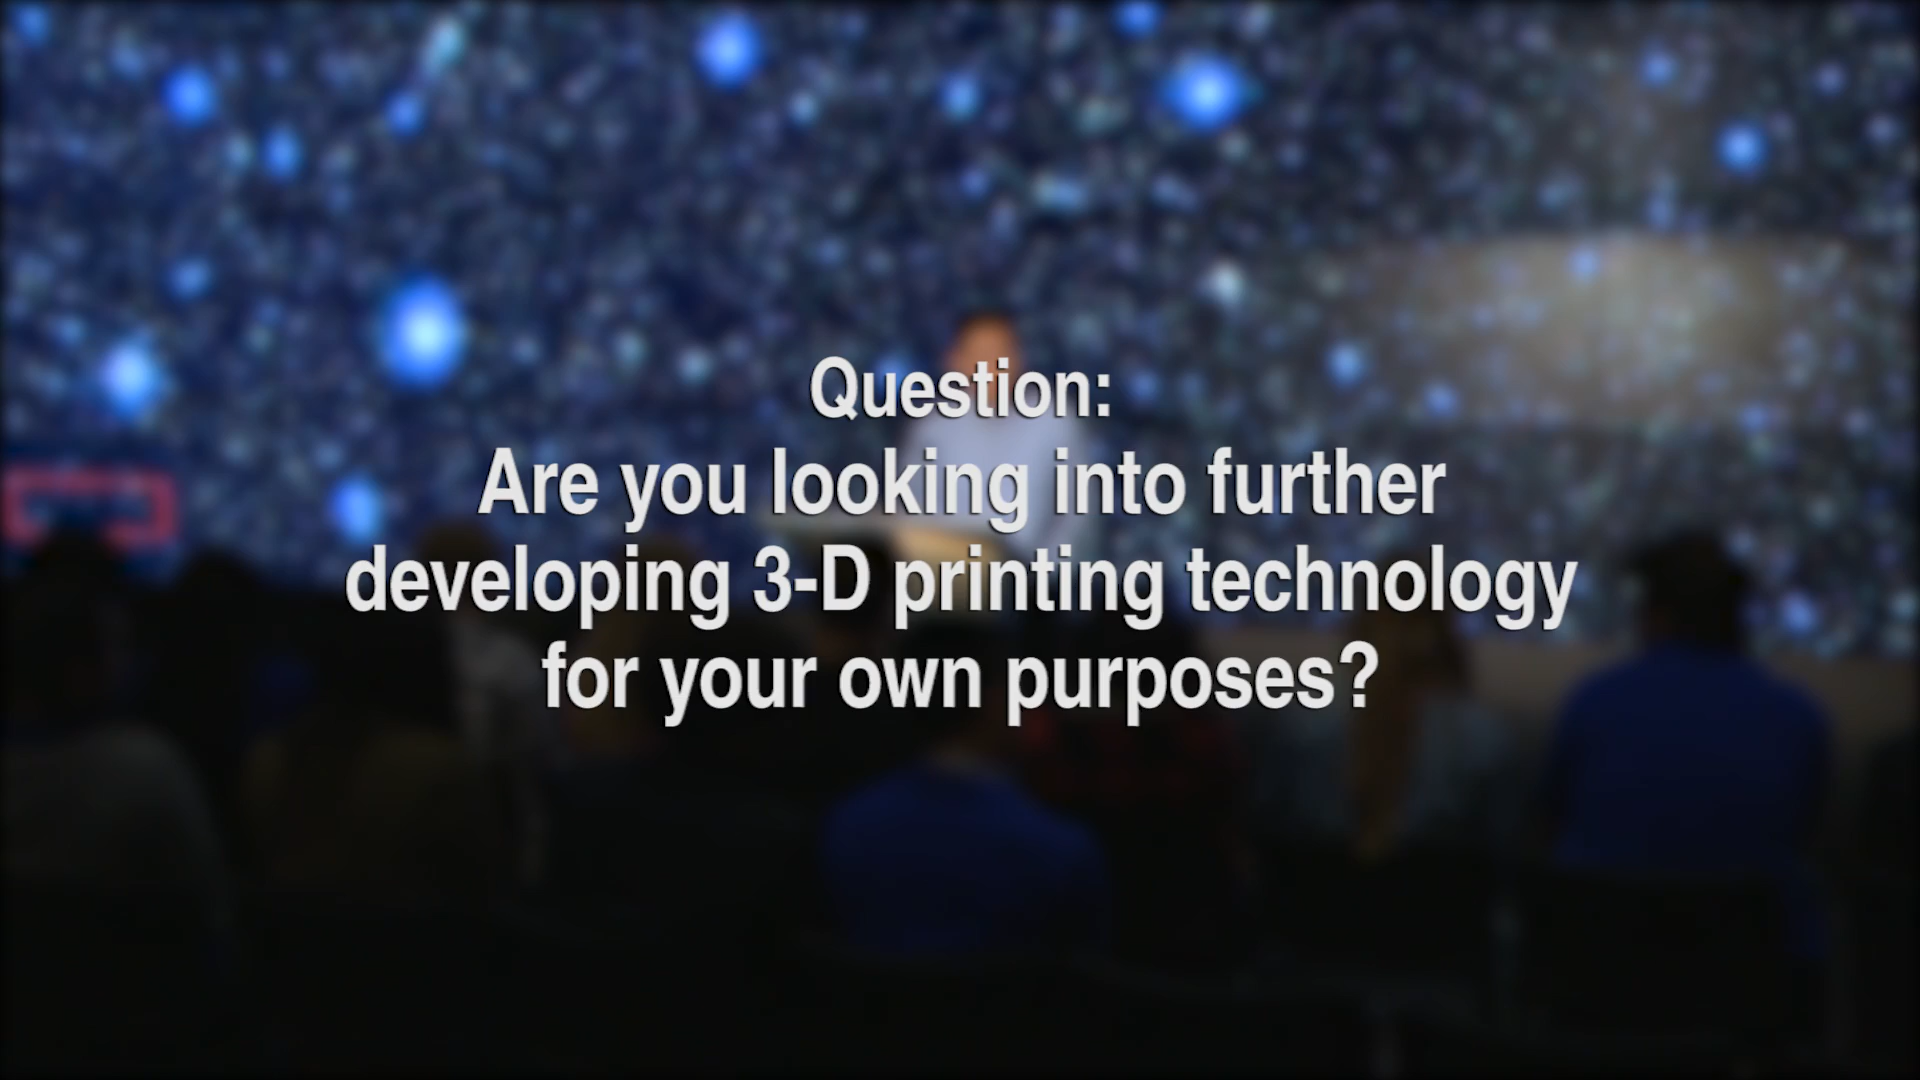 Question:
Are you looking into further
developing 3-D printing technology
for your own purposes?